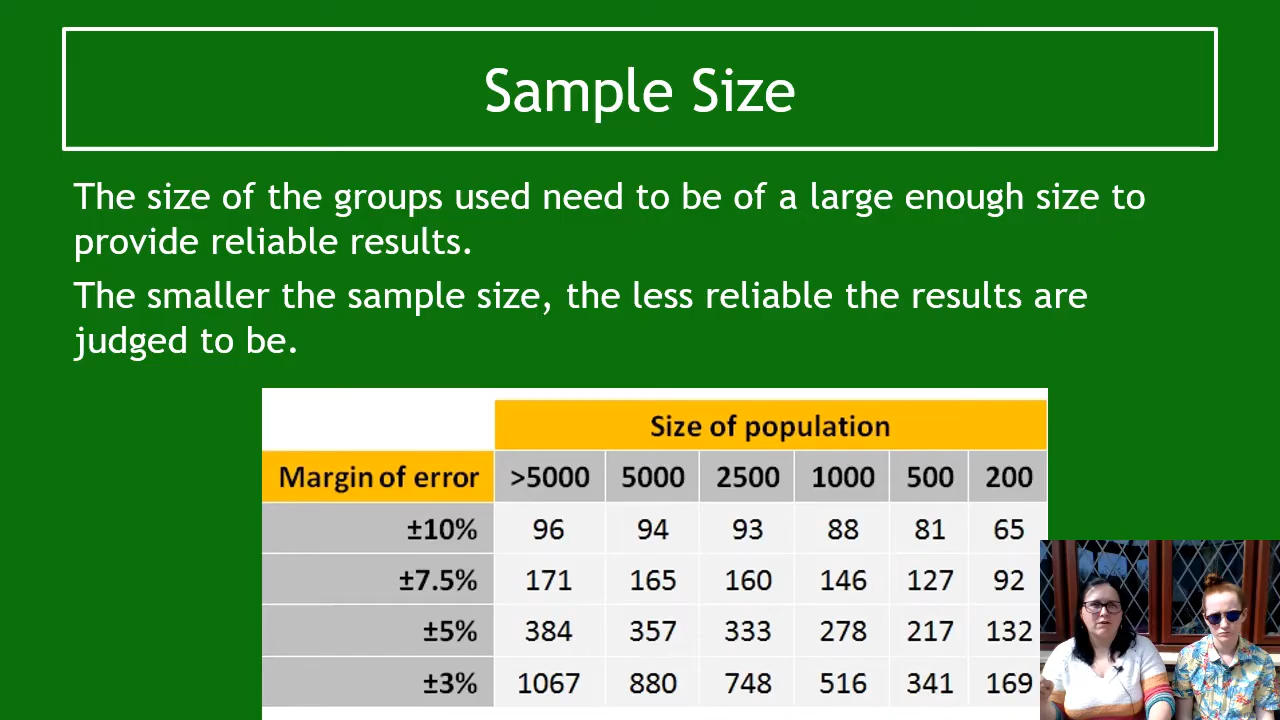 Sample Size
The size of the groups used need to be of a large enough size to
provide reliable results.
The smaller the sample size, the less reliable the results are
judged to be.
Size of population
Margin of error >5000 5000 2500 1000 500 200
±10% 96 94 93 88 81 65
±7.5% 171 165 160 146 127 92
±5% 384 357 333 278 217 132
±3% 1067 880 748 516 341 169